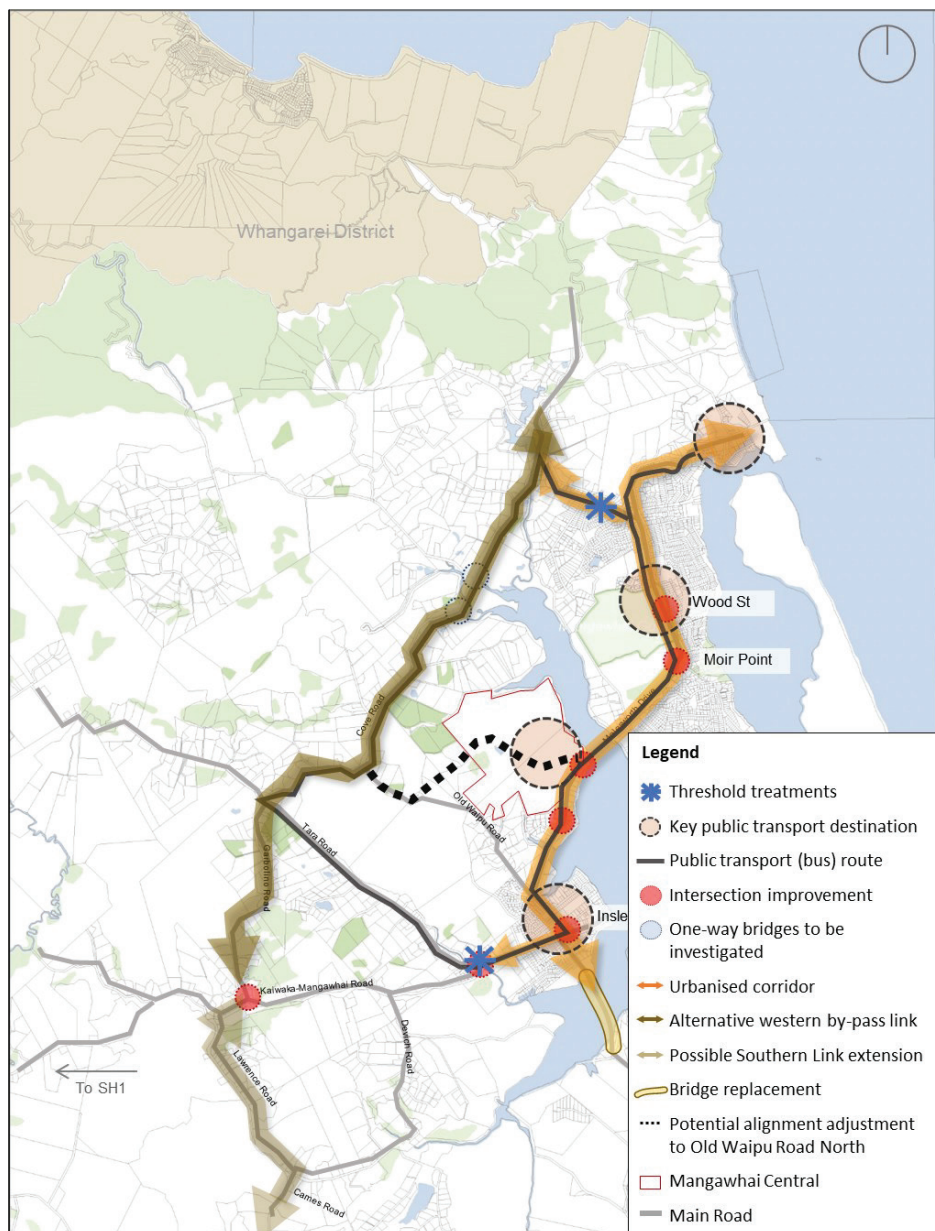 Whangarei District
Wood St
Moir Point
Cove Road
Old Waipu Road
Tara Road
Insle
Kaiwaka-Mangawhai Road
Devich Road
Lawrence Road
To SH1
Cames Road
Legend
Threshold treatments
Key public transport destination
Public transport (bus) route
Intersection improvement
One-way bridges to be
investigated
Urbanised corridor
Alternative western by-pass link
Possible Southern Link extension
Bridge replacement
Potential alignment adjustment
to Old Waipu Road North
Mangawhai Central
Main Road